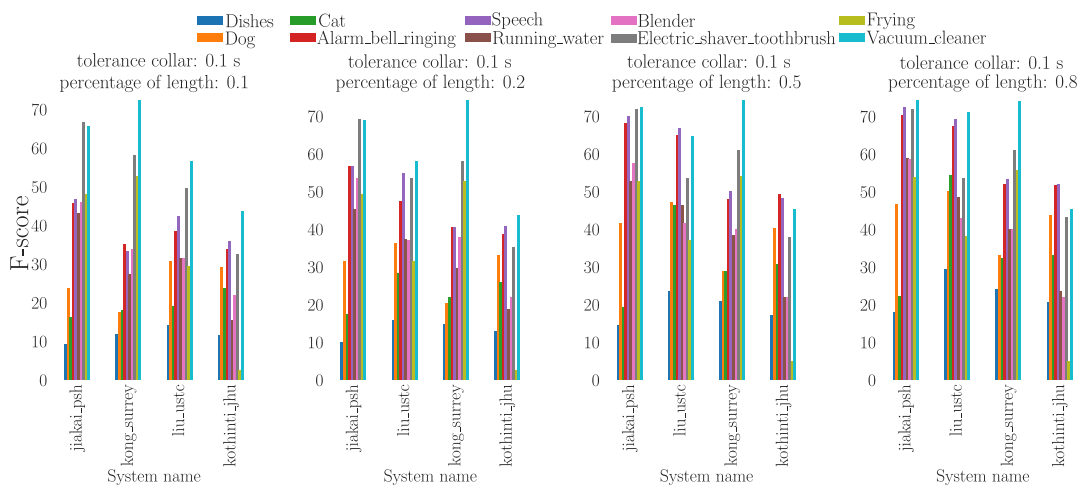 Dishes Cat Speech Blender Frying
Dog Alarm_bell_ringing Running_water Electric_shaver_toothbrush Vacuum_cleaner
tolerance collar: 0.1 s
percentage of length: 0.1
70
60
50
40
30
20
10
0
F-score
jiakai_psh
kong_surrey
liu_ustc
kothinti_jhu
System name
tolerance collar: 0.1 s
percentage of length: 0.2
70
60
50
40
30
20
10
0
jiakai_psh
liu_ustc
kong_surrey
kothinti_jhu
System name
tolerance collar: 0.1 s
percentage of length: 0.5
70
60
50
40
30
20
10
0
jiakai_psh
liu_ustc
kong_surrey
kothinti_jhu
System name
tolerance collar: 0.1 s
percentage of length: 0.8
70
60
50
40
30
20
10
0
jiakai_psh
liu_ustc
kong_surrey
kothinti_jhu
System name